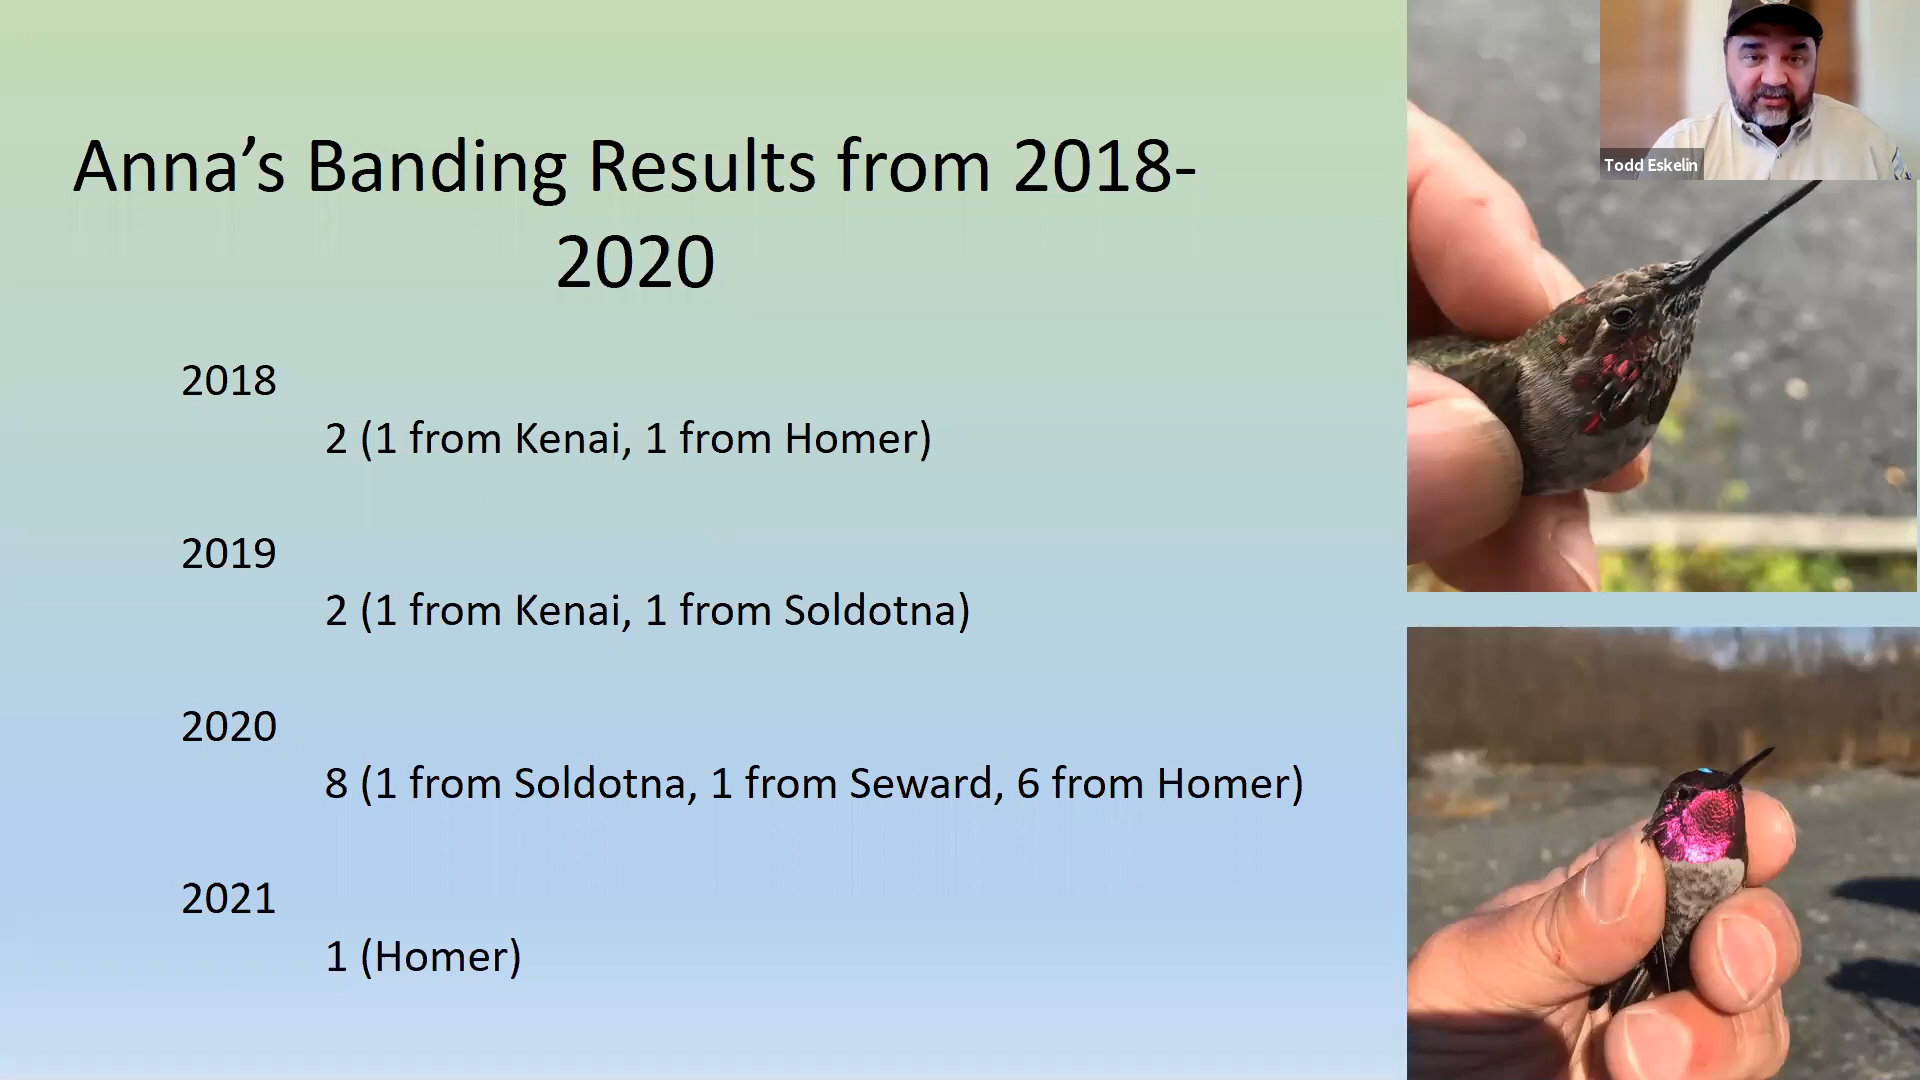 Anna’s Banding Results from 2018-
2020
2018
2 (1 from Kenai, 1 from Homer)
2019
2 (1 from Kenai, 1 from Soldotna)
2020
8 (1 from Soldotna, 1 from Seward, 6 from Homer)
2021
1 (Homer)
Todd Eskelin